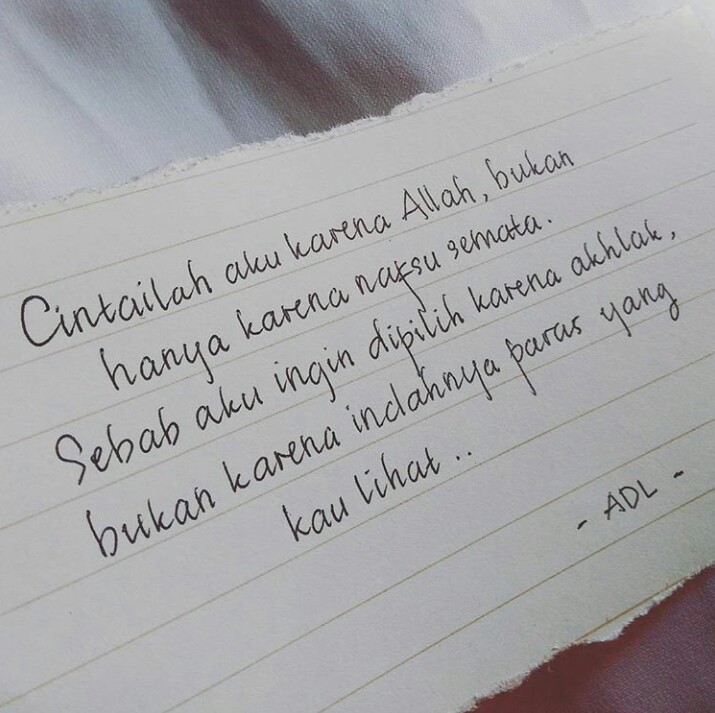 Cintailah aku karena Allah, bukan
hanya karena nafsu semata.
Sebab aku ingin dipilih karena akhlak,
bukan karena indahnya paras yang
kau lihat ..
- ADL -